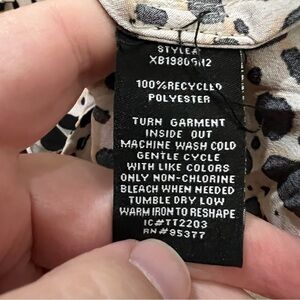 STYLE#
100%RECYCLED
POLYESTER
TURN GARMENT
INSIDE OUT
MACHINE WASH COLD
GENTLE CYCLE
WITH LIKE COLORS
ONLY NON-CHLORINE
BLEACH WHEN NEEDED
TUMBLE DRY LOW
WARM IRON TO RESHAPE
IC#TT2203
RN#95377